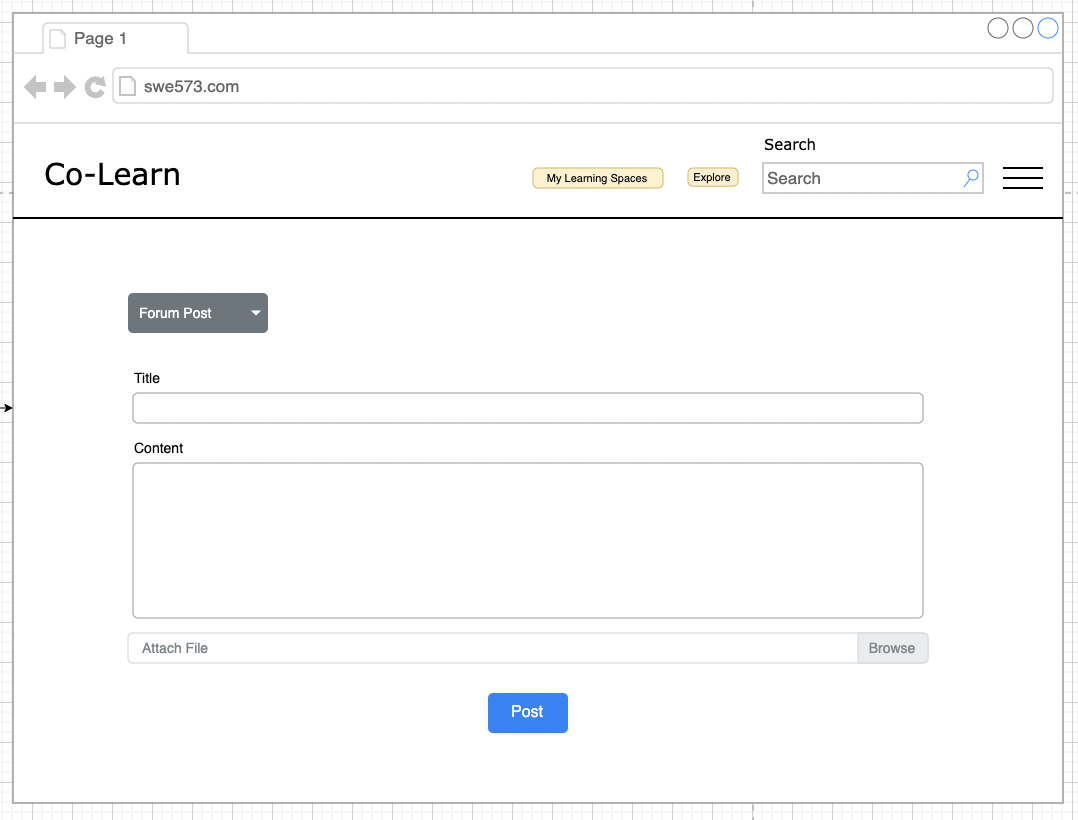 Page 1
swe573.com
Co-Learn
My Learning Spaces
Explore
Search
Search
Forum Post
Title
Content
Attach File
Browse
Post